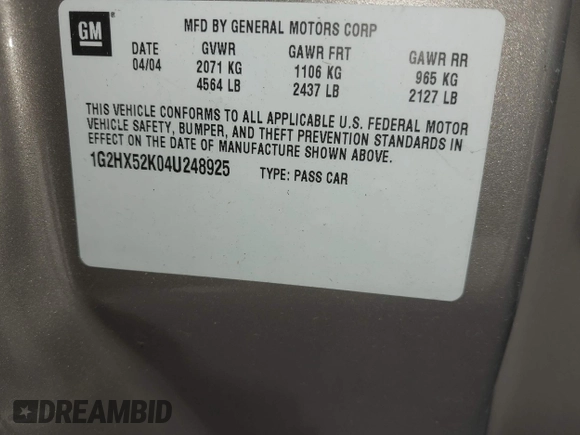 GM
MFD BY GENERAL MOTORS CORP
DATE GVWR GAWR FRT GAWR RR
04/04 2071 KG 1106 KG 965 KG
4564 LB 2437 LB 2127 LB
THIS VEHICLE CONFORMS TO ALL APPLICABLE U.S. FEDERAL MOTOR
VEHICLE SAFETY, BUMPER, AND THEFT PREVENTION STANDARDS IN
EFFECT ON THE DATE OF MANUFACTURE SHOWN ABOVE.
1G2HX52K04U248925 TYPE: PASS CAR
DREAMBID